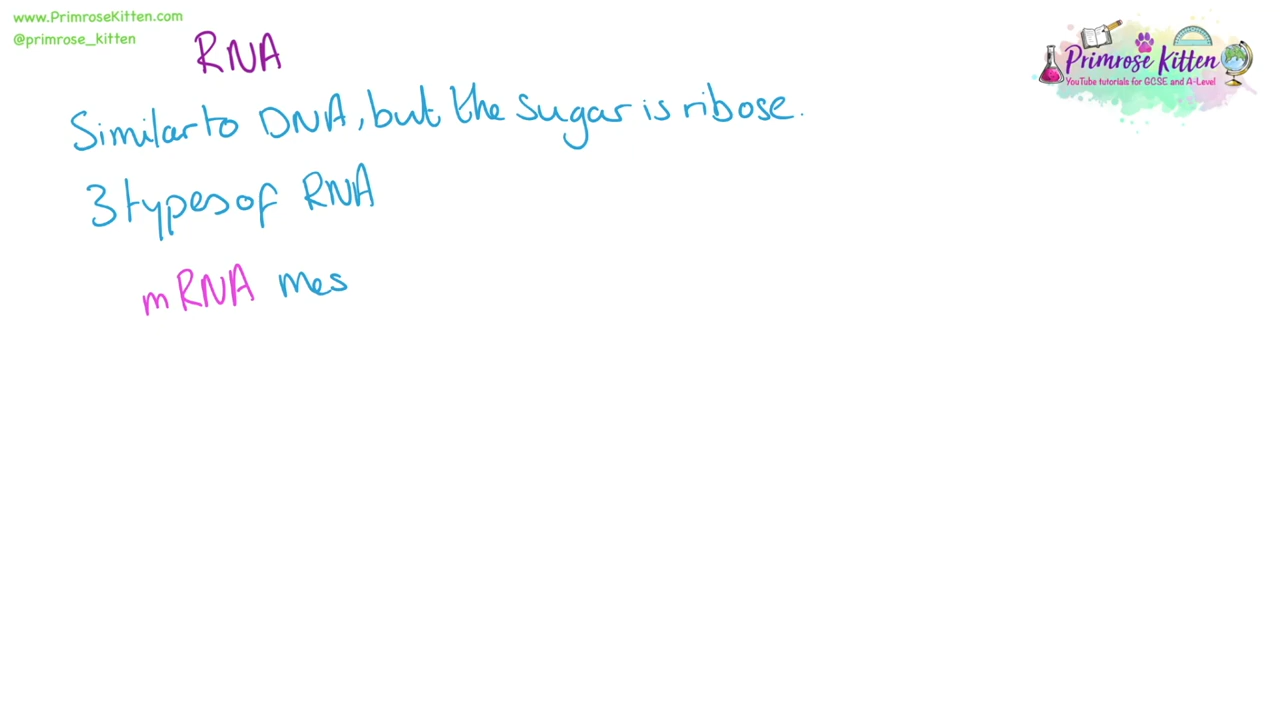 www.PrimroseKitten.com
@primrose_kitten
Primrose Kitten
YouTube tutorials for GCSE and A-Level
RNA
Similar to DNA, but the sugar is ribose.
3 types of RNA
mRNA mes